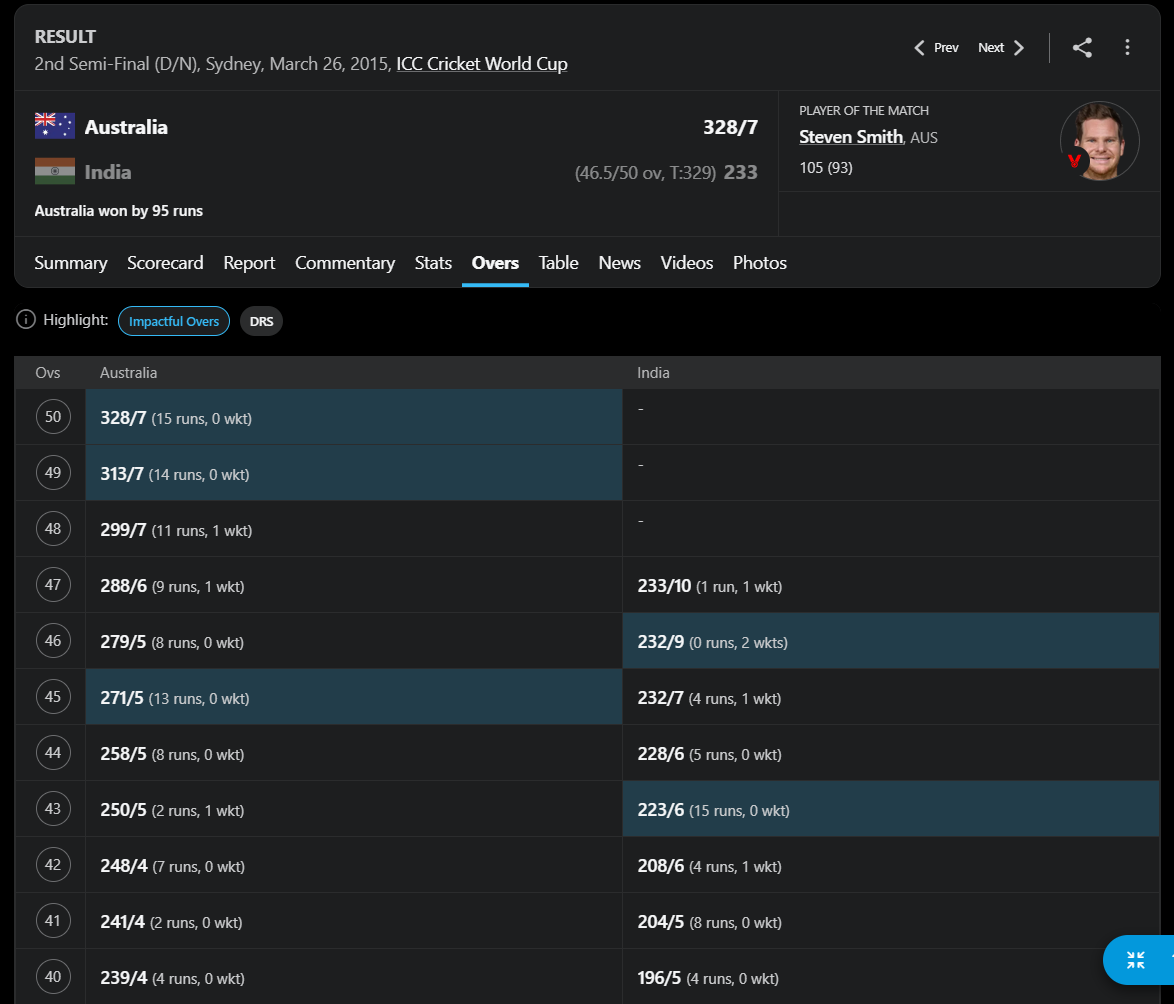 RESULT
2nd Semi-Final (D/N), Sydney, March 26, 2015, ICC Cricket World Cup
Prev Next
Australia 328/7
India (46.5/50 ov, T:329) 233
Australia won by 95 runs
PLAYER OF THE MATCH
Steven Smith, AUS
105 (93)
Summary Scorecard Report Commentary Stats Overs Table News Videos Photos
Highlight: Impactful Overs DRS
Ovs Australia India
50 328/7 (15 runs, 0 wkt) -
49 313/7 (14 runs, 0 wkt) -
48 299/7 (11 runs, 1 wkt) -
47 288/6 (9 runs, 1 wkt) 233/10 (1 run, 1 wkt)
46 279/5 (8 runs, 0 wkt) 232/9 (0 runs, 2 wkts)
45 271/5 (13 runs, 0 wkt) 232/7 (4 runs, 1 wkt)
44 258/5 (8 runs, 0 wkt) 228/6 (5 runs, 0 wkt)
43 250/5 (2 runs, 1 wkt) 223/6 (15 runs, 0 wkt)
42 248/4 (7 runs, 0 wkt) 208/6 (4 runs, 1 wkt)
41 241/4 (2 runs, 0 wkt) 204/5 (8 runs, 0 wkt)
40 239/4 (4 runs, 0 wkt) 196/5 (4 runs, 0 wkt)